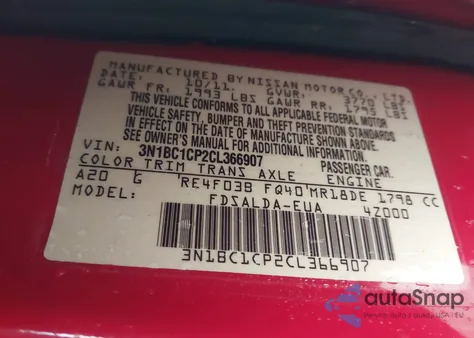 MANUFACTURED BY NISSAN MOTOR CO., LTD.
DATE: 10/11 GVWR: 3770 LBS
GAWR FR: 1993 LBS GAWR RR: 1795 LBS
THIS VEHICLE CONFORMS TO ALL APPLICABLE FEDERAL MOTOR
VEHICLE SAFETY, BUMPER AND THEFT PREVENTION STANDARDS
IN EFFECT ON THE DATE OF MANUFACTURE SHOWN ABOVE.
SEE OWNER'S MANUAL FOR ADDITIONAL INFORMATION.
VIN: 3N1BC1CP2CL366907 PASSENGER CAR
COLOR TRIM TRANS AXLE ENGINE
A20 G RE4F03B FQ40 MR18DE 1798 CC
MODEL: FDSALDA-EUA 4Z000
3N1BC1CP2CL366907
autoSnap